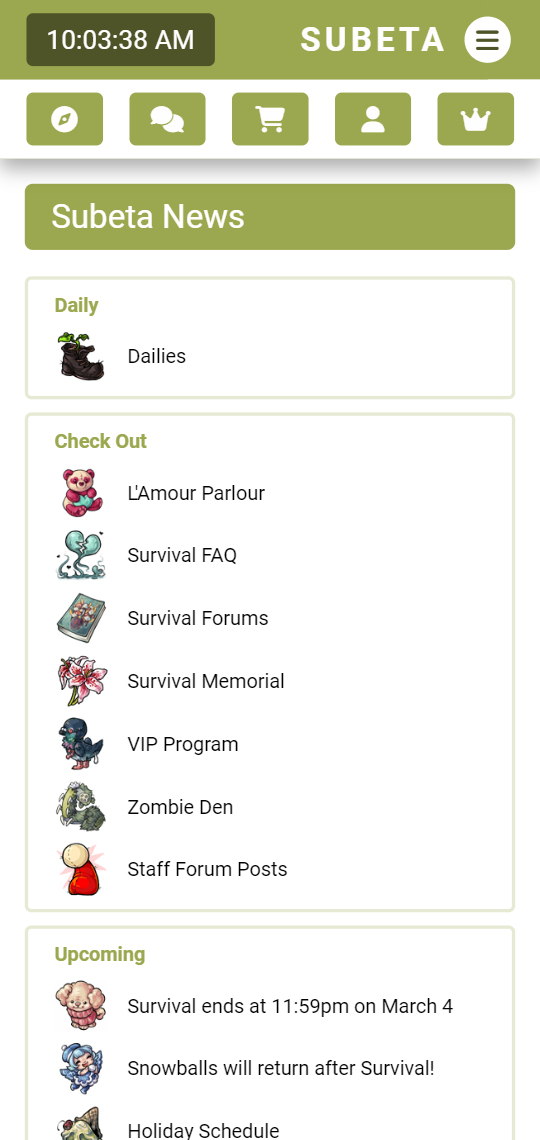 10:03:38 AM
SUBETA
Subeta News
Daily
Dailies
Check Out
L'Amour Parlour
Survival FAQ
Survival Forums
Survival Memorial
VIP Program
Zombie Den
Staff Forum Posts
Upcoming
Survival ends at 11:59pm on March 4
Snowballs will return after Survival!
Holiday Schedule